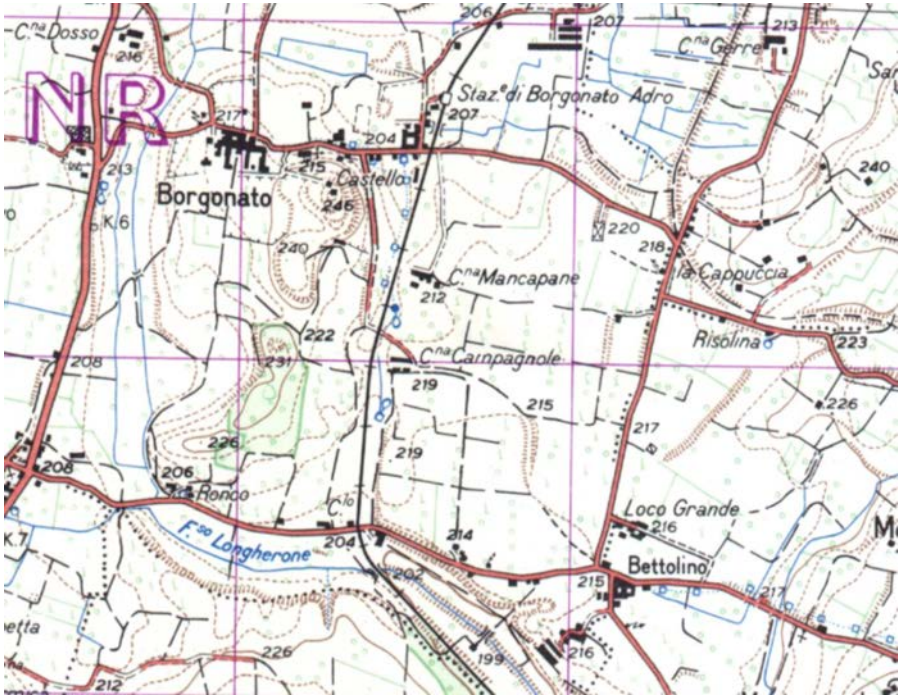 206
207
213
C.na Dosso
216
C.na Gerre
San
NR
Staz.e di Borgonato Adro
217
207
204
215
213
Castello
240
Borgonato
246
K.6
220
240
218
la Cappuccia
C.na Mancapane
212
222
Risolina
223
208
231
C.na Campagnole
219
215
226
217
226
219
208
206
Ronco
C.lo
Loco Grande
216
204
214
F.so Longherone
K.7
202
Bettolino
215
217
etta
226
199
216
212